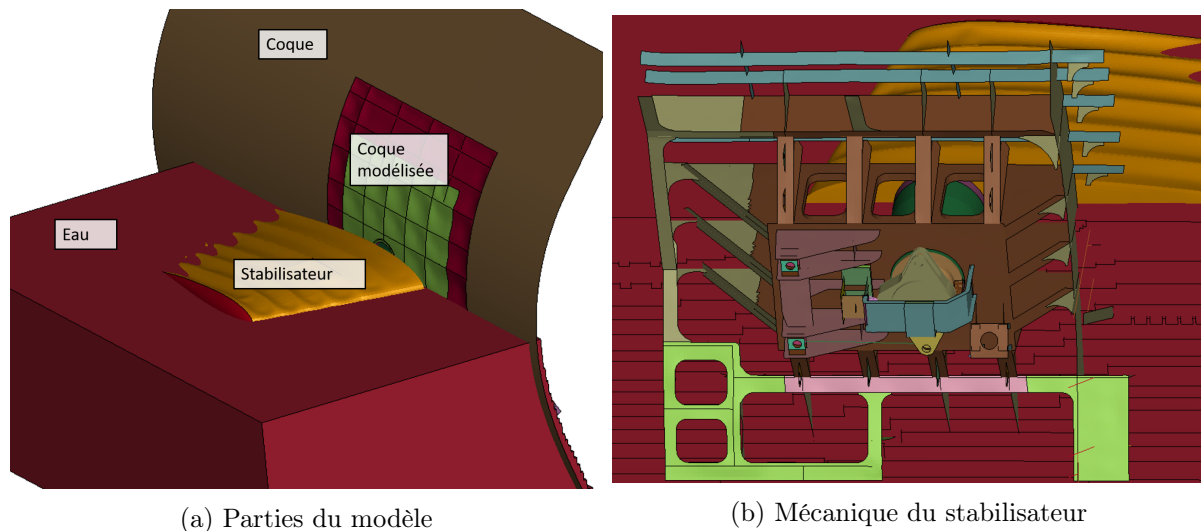 Coque
Coque
modélisée
Eau
Stabilisateur
(a) Parties du modèle
(b) Mécanique du stabilisateur